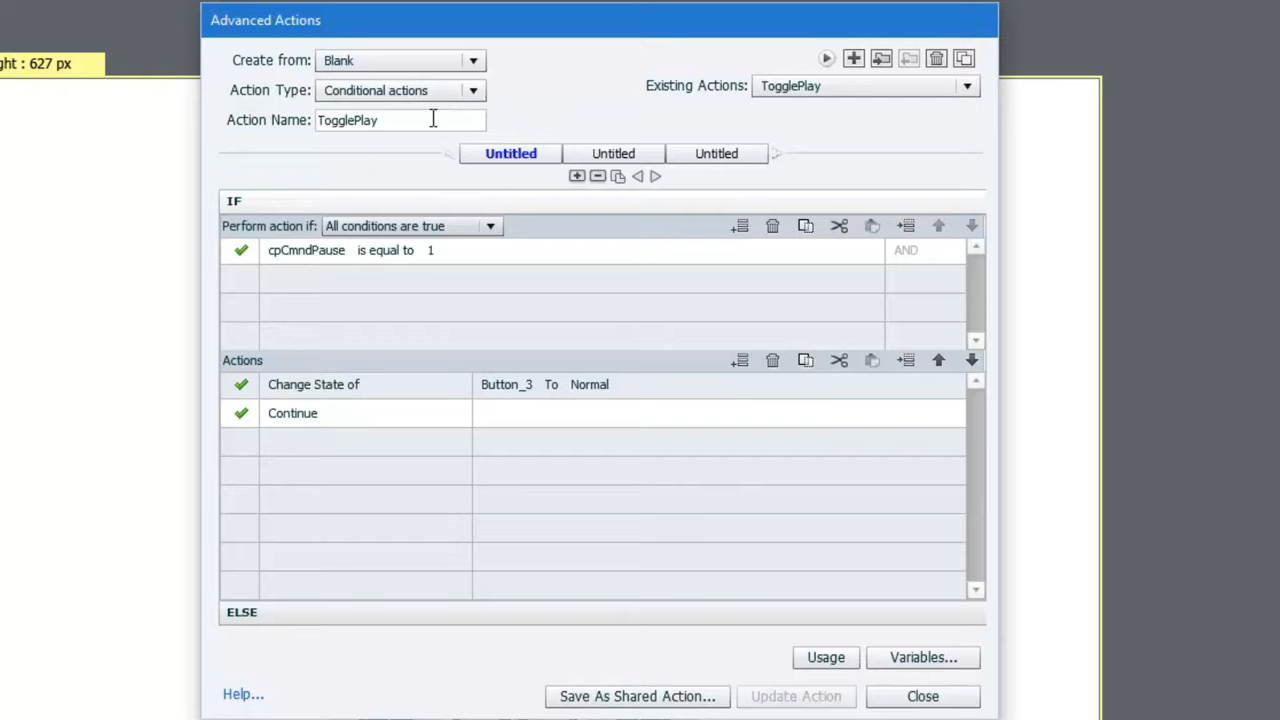 Advanced Actions
ght : 627 px
Create from: Blank
Action Type: Conditional actions
Existing Actions: TogglePlay
Action Name: TogglePlay
Untitled Untitled Untitled
IF
Perform action if: All conditions are true
cpCmndPause is equal to 1 AND
Actions
Change State of Button_3 To Normal
Continue
ELSE
Usage Variables...
Help... Save As Shared Action... Update Action Close